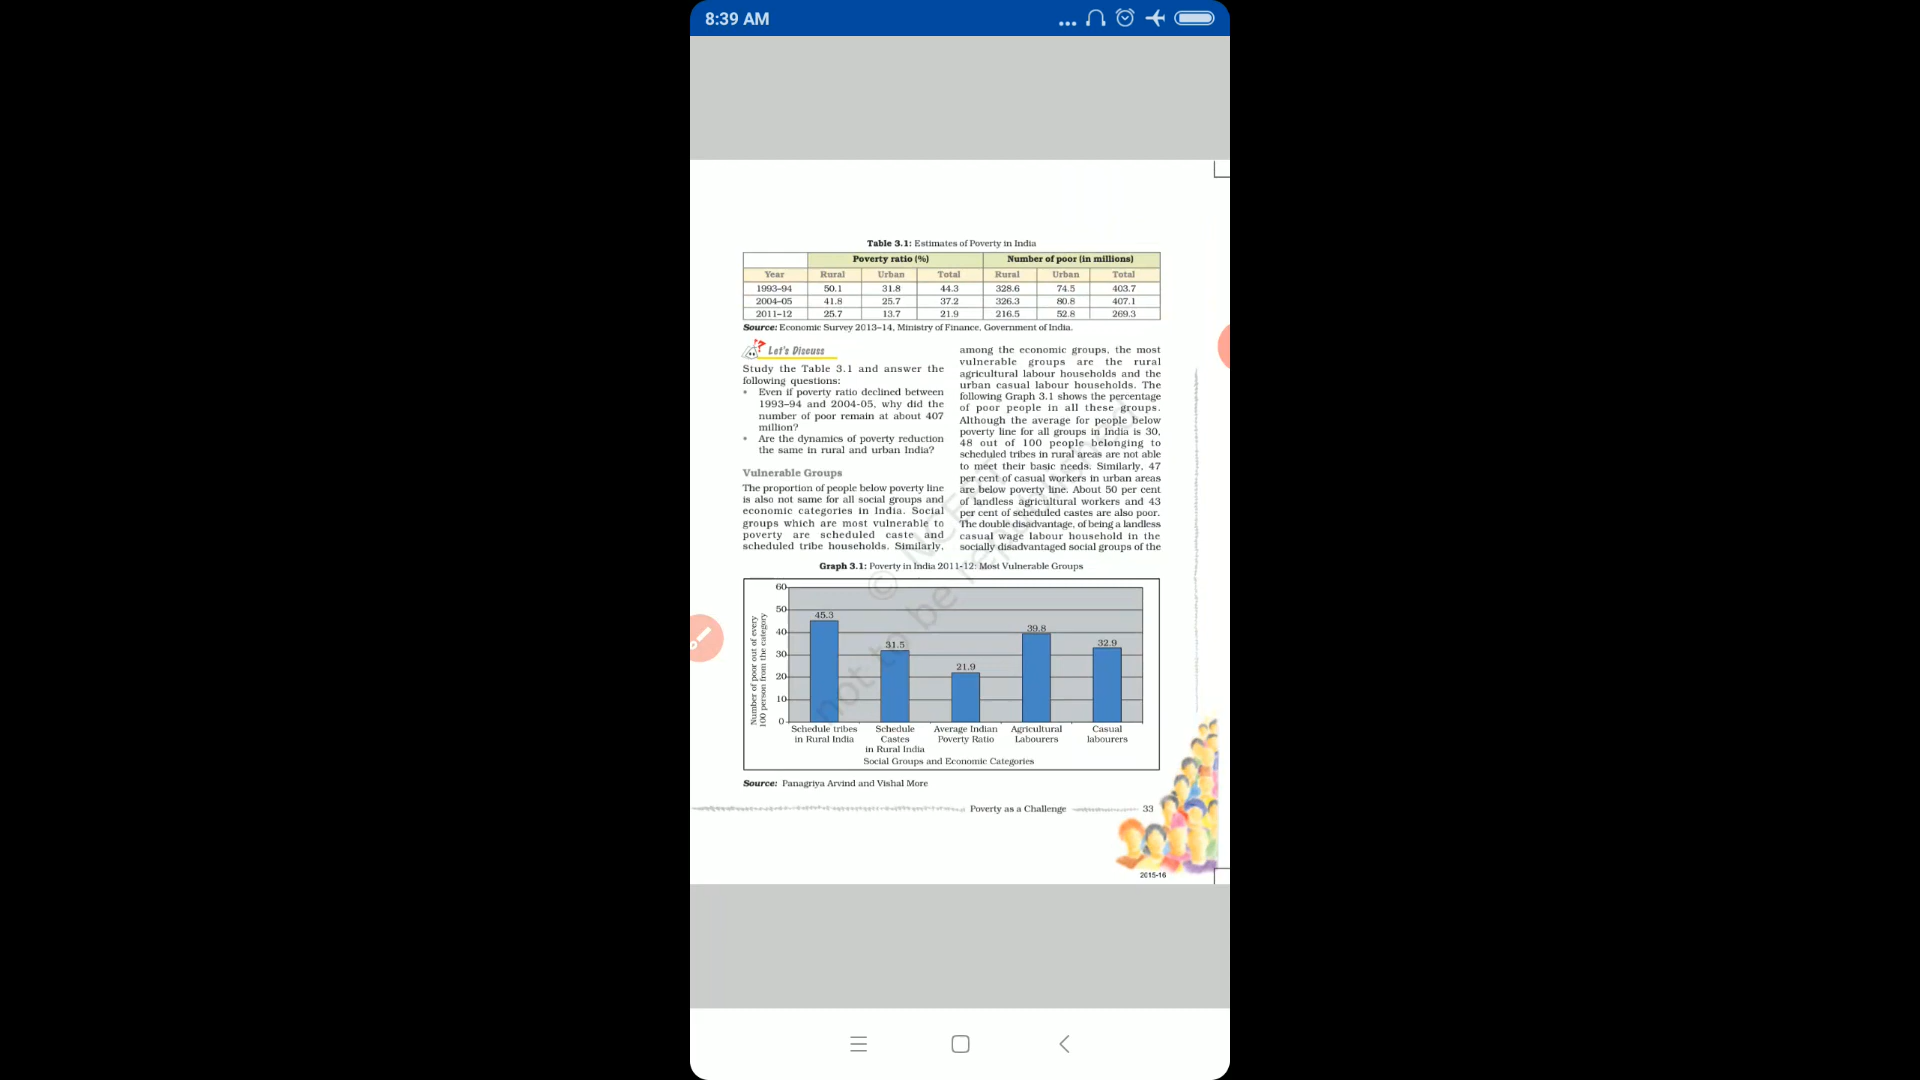 8:39 AM
Table 3.1: Estimates of Poverty in India
Poverty ratio (%) Number of poor (in millions)
Year Rural Urban Total Rural Urban Total
1993–94 50.1 31.8 44.3 328.6 74.5 403.7
2004–05 41.8 25.7 37.2 326.3 80.8 407.1
2011–12 25.7 13.7 21.9 216.5 52.8 269.3
Source: Economic Survey 2013–14, Ministry of Finance, Government of India.
Let's Discuss
Study the Table 3.1 and answer the
following questions:
• Even if poverty ratio declined between
1993–94 and 2004-05, why did the
number of poor remain at about 407
million?
• Are the dynamics of poverty reduction
the same in rural and urban India?
Vulnerable Groups
The proportion of people below poverty line
is also not same for all social groups and
economic categories in India. Social
groups which are most vulnerable to
poverty are scheduled caste and
scheduled tribe households. Similarly,
among the economic groups, the most
vulnerable groups are the rural
agricultural labour households and the
urban casual labour households. The
following Graph 3.1 shows the percentage
of poor people in all these groups.
Although the average for people below
poverty line for all groups in India is 30,
48 out of 100 people belonging to
scheduled tribes in rural areas are not able
to meet their basic needs. Similarly, 47
per cent of casual workers in urban areas
are below poverty line. About 50 per cent
of landless agricultural workers and 43
per cent of scheduled castes are also poor.
The double disadvantage, of being a landless
casual wage labour household in the
socially disadvantaged social groups of the
Graph 3.1: Poverty in India 2011-12: Most Vulnerable Groups
Number of poor out of every
100 person from the category
60
50
40
30
20
10
0
45.3
31.5
21.9
39.8
32.9
Schedule tribes
in Rural India
Schedule
Castes
in Rural India
Average Indian
Poverty Ratio
Agricultural
Labourers
Casual
labourers
Social Groups and Economic Categories
Source: Panagriya Arvind and Vishal More
Poverty as a Challenge 33
2015-16
© NCERT
not to be republished